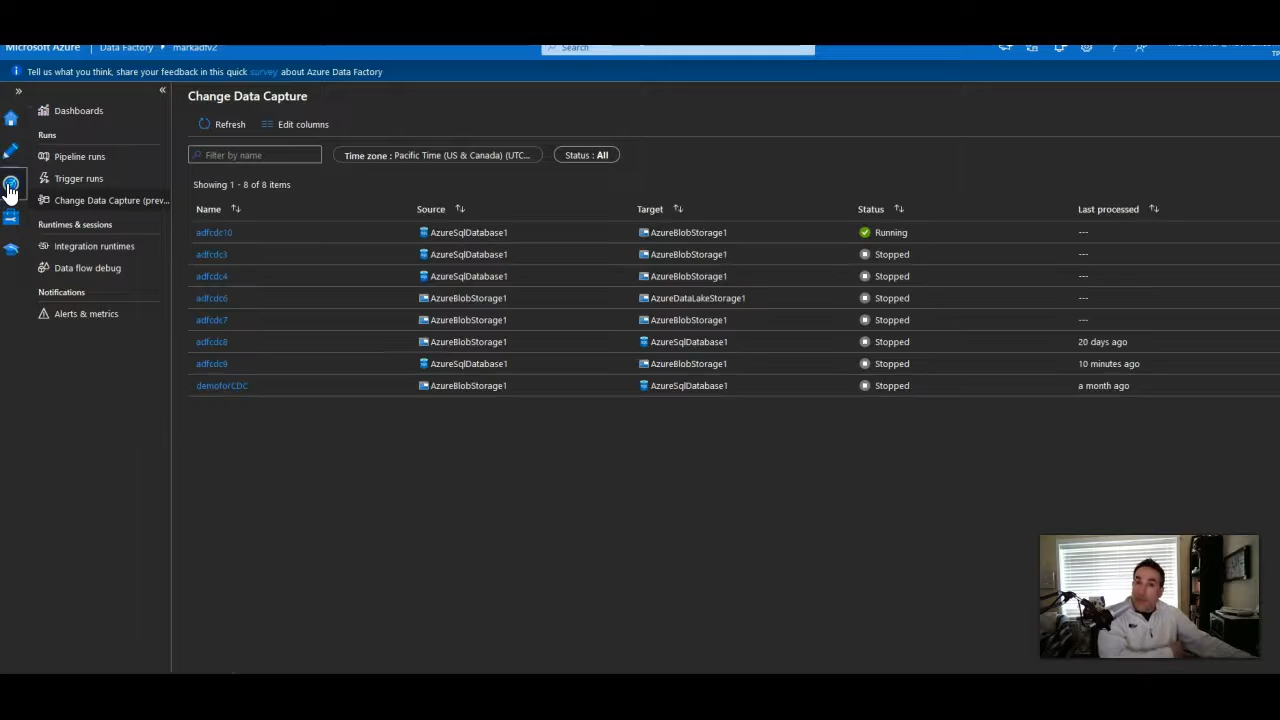 Microsoft Azure Data Factory markadfv2 Search
Tell us what you think, share your feedback in this quick survey about Azure Data Factory
Change Data Capture
Dashboards
Refresh Edit columns
Runs
Filter by name Time zone : Pacific Time (US & Canada) (UTC... Status : All
Pipeline runs
Trigger runs
Showing 1 - 8 of 8 items
Change Data Capture (prev...
Name Source Target Status Last processed
Runtimes & sessions
adfcdc10 AzureSqlDatabase1 AzureBlobStorage1 Running ---
Integration runtimes
adfcdc3 AzureSqlDatabase1 AzureBlobStorage1 Stopped ---
Data flow debug
adfcdc4 AzureSqlDatabase1 AzureBlobStorage1 Stopped ---
Notifications
adfcdc6 AzureBlobStorage1 AzureDataLakeStorage1 Stopped ---
Alerts & metrics
adfcdc7 AzureBlobStorage1 AzureBlobStorage1 Stopped ---
adfcdc8 AzureBlobStorage1 AzureSqlDatabase1 Stopped 20 days ago
adfcdc9 AzureSqlDatabase1 AzureBlobStorage1 Stopped 10 minutes ago
demoforCDC AzureBlobStorage1 AzureSqlDatabase1 Stopped a month ago